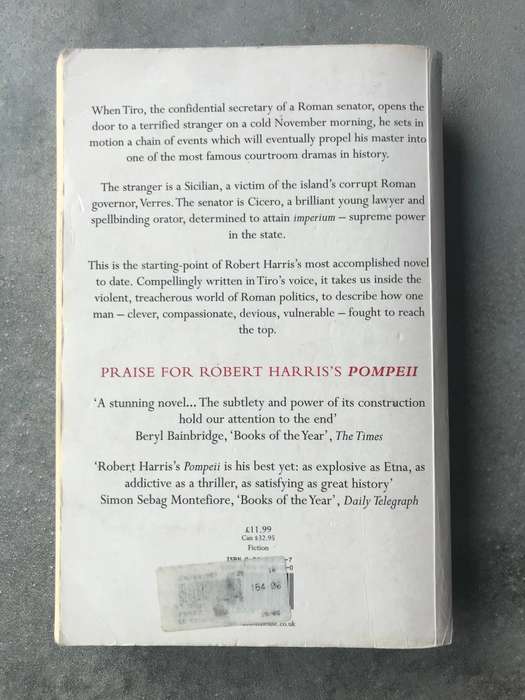 When Tiro, the confidential secretary of a Roman senator, opens the
door to a terrified stranger on a cold November morning, he sets in
motion a chain of events which will eventually propel his master into
one of the most famous courtroom dramas in history.
The stranger is a Sicilian, a victim of the island's corrupt Roman
governor, Verres. The senator is Cicero, a brilliant young lawyer and
spellbinding orator, determined to attain imperium – supreme power
in the state.
This is the starting-point of Robert Harris's most accomplished novel
to date. Compellingly written in Tiro's voice, it takes us inside the
violent, treacherous world of Roman politics, to describe how one
man – clever, compassionate, devious, vulnerable – fought to reach
the top.
PRAISE FOR ROBERT HARRIS'S POMPEII
'A stunning novel... The subtlety and power of its construction
hold our attention to the end'
Beryl Bainbridge, 'Books of the Year', The Times
'Robert Harris's Pompeii is his best yet: as explosive as Etna, as
addictive as a thriller, as satisfying as great history'
Simon Sebag Montefiore, 'Books of the Year', Daily Telegraph
£11.99
Can $32.95
Fiction
ISBN